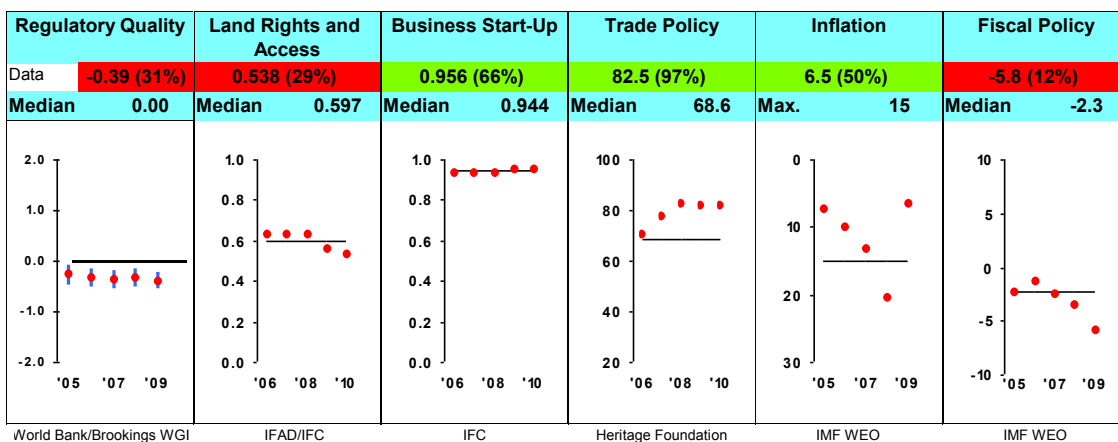 Regulatory Quality
Land Rights and
Access
Business Start-Up
Trade Policy
Inflation
Fiscal Policy
Data -0.39 (31%) 0.538 (29%) 0.956 (66%) 82.5 (97%) 6.5 (50%) -5.8 (12%)
Median 0.00 Median 0.597 Median 0.944 Median 68.6 Max. 15 Median -2.3
2.0
1.0
0.0
-1.0
-2.0
'05 '07 '09
1.0
0.8
0.6
0.4
0.2
0.0
'06 '08 '10
1.0
0.8
0.6
0.4
0.2
0.0
'06 '08 '10
100
80
60
40
20
'06 '08 '10
0
10
20
30
'05 '07 '09
10
5
0
-5
-10
'05 '07 '09
World Bank/Brookings WGI IFAD/IFC IFC Heritage Foundation IMF WEO IMF WEO